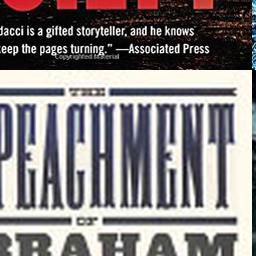 dacci is a gifted storyteller, and he knows
keep the pages turning." —Associated Press
Copyrighted Material
THE
PEACHMENT
OF
BRAHAM